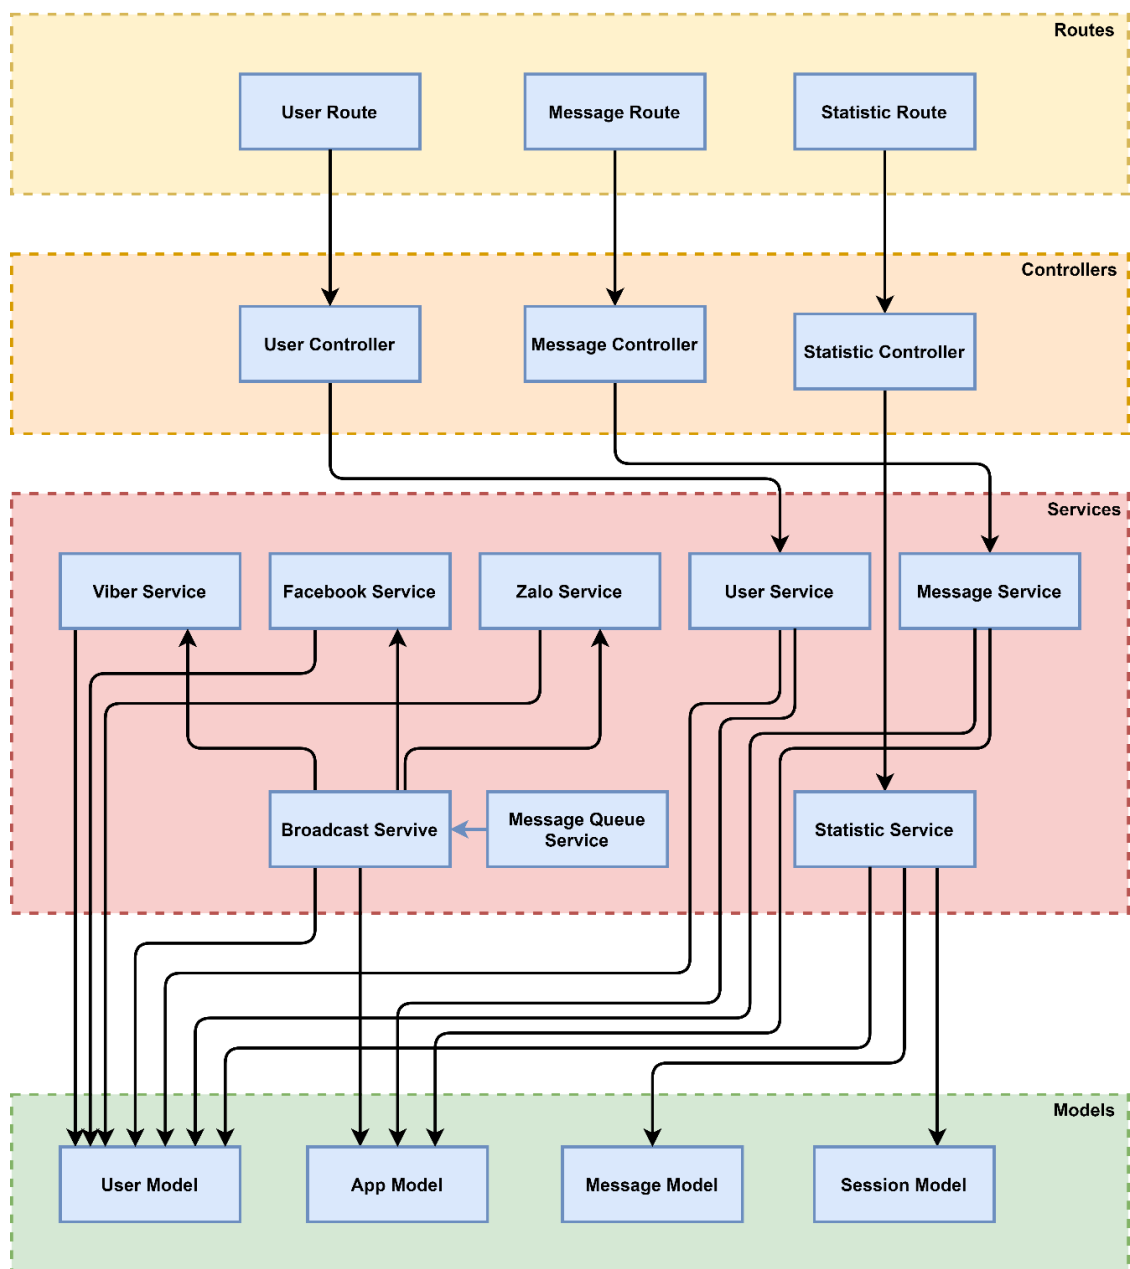 Routes
User Route
Message Route
Statistic Route
Controllers
User Controller
Message Controller
Statistic Controller
Services
Viber Service
Facebook Service
Zalo Service
User Service
Message Service
Broadcast Servive
Message Queue
Service
Statistic Service
Models
User Model
App Model
Message Model
Session Model